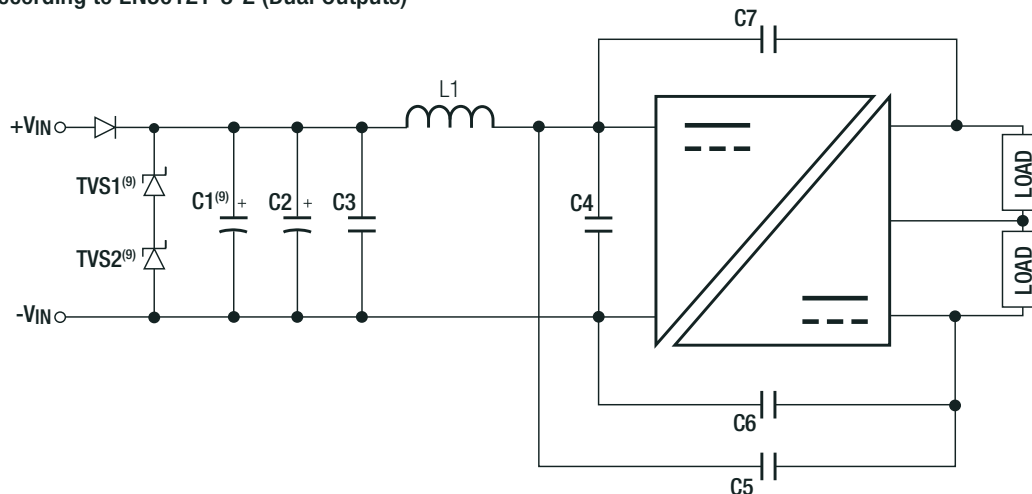 to EN50121-3-2 (Dual Outputs)
C7
L1
+VIN
TVS1(9)
C1(9) +
C2 +
C3
C4
LOAD
TVS2(9)
LOAD
-VIN
C6
C5